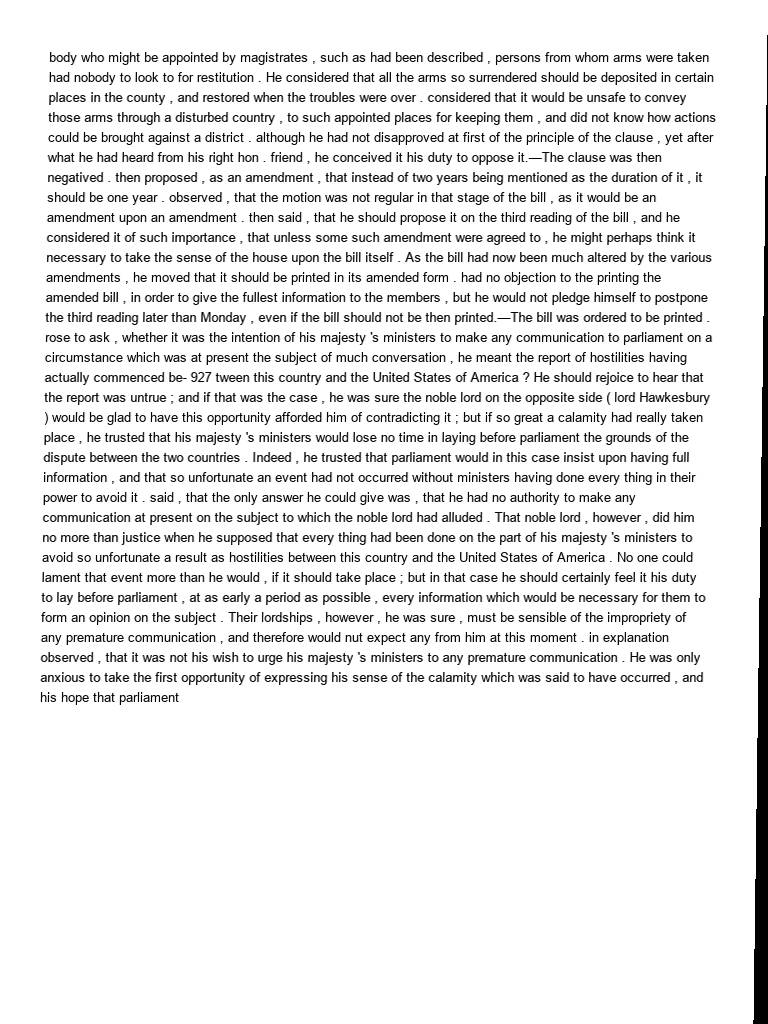 body who might be appointed by magistrates , such as had been described , persons from whom arms were taken
had nobody to look to for restitution . He considered that all the arms so surrendered should be deposited in certain
places in the county , and restored when the troubles were over . considered that it would be unsafe to convey
those arms through a disturbed country , to such appointed places for keeping them , and did not know how actions
could be brought against a district . although he had not disapproved at first of the principle of the clause , yet after
what he had heard from his right hon . friend , he conceived it his duty to oppose it.—The clause was then
negatived . then proposed , as an amendment , that instead of two years being mentioned as the duration of it , it
should be one year . observed , that the motion was not regular in that stage of the bill , as it would be an
amendment upon an amendment . then said , that he should propose it on the third reading of the bill , and he
considered it of such importance , that unless some such amendment were agreed to , he might perhaps think it
necessary to take the sense of the house upon the bill itself . As the bill had now been much altered by the various
amendments , he moved that it should be printed in its amended form . had no objection to the printing the
amended bill , in order to give the fullest information to the members , but he would not pledge himself to postpone
the third reading later than Monday , even if the bill should not be then printed.—The bill was ordered to be printed .
rose to ask , whether it was the intention of his majesty 's ministers to make any communication to parliament on a
circumstance which was at present the subject of much conversation , he meant the report of hostilities having
actually commenced be- 927 tween this country and the United States of America ? He should rejoice to hear that
the report was untrue ; and if that was the case , he was sure the noble lord on the opposite side ( lord Hawkesbury
) would be glad to have this opportunity afforded him of contradicting it ; but if so great a calamity had really taken
place , he trusted that his majesty 's ministers would lose no time in laying before parliament the grounds of the
dispute between the two countries . Indeed , he trusted that parliament would in this case insist upon having full
information , and that so unfortunate an event had not occurred without ministers having done every thing in their
power to avoid it . said , that the only answer he could give was , that he had no authority to make any
communication at present on the subject to which the noble lord had alluded . That noble lord , however , did him
no more than justice when he supposed that every thing had been done on the part of his majesty 's ministers to
avoid so unfortunate a result as hostilities between this country and the United States of America . No one could
lament that event more than he would , if it should take place ; but in that case he should certainly feel it his duty
to lay before parliament , at as early a period as possible , every information which would be necessary for them to
form an opinion on the subject . Their lordships , however , he was sure , must be sensible of the impropriety of
any premature communication , and therefore would nut expect any from him at this moment . in explanation
observed , that it was not his wish to urge his majesty 's ministers to any premature communication . He was only
anxious to take the first opportunity of expressing his sense of the calamity which was said to have occurred , and
his hope that parliament